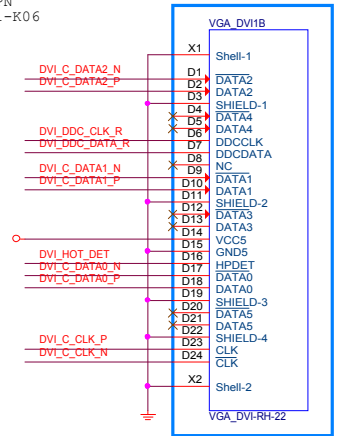 PN
-K06
VGA_DVI1B
X1
Shell-1
DVI_C_DATA2_N
D1
DATA2
DVI_C_DATA2_P
D2
DATA2
D3
SHIELD-1
D4
DATA4
D5
DATA4
DVI_DDC_CLK_R
D6
DDCCLK
DVI_DDC_DATA_R
D7
DDCDATA
D8
NC
DVI_C_DATA1_N
D9
DATA1
DVI_C_DATA1_P
D10
DATA1
D11
SHIELD-2
D12
DATA3
D13
DATA3
D14
VCC5
D15
GND5
DVI_HOT_DET
D16
HPDET
DVI_C_DATA0_N
D17
DATA0
DVI_C_DATA0_P
D18
DATA0
D19
SHIELD-3
D20
DATA5
D21
DATA5
D22
SHIELD-4
DVI_C_CLK_P
D23
CLK
DVI_C_CLK_N
D24
CLK
X2
Shell-2
VGA_DVI-RH-22